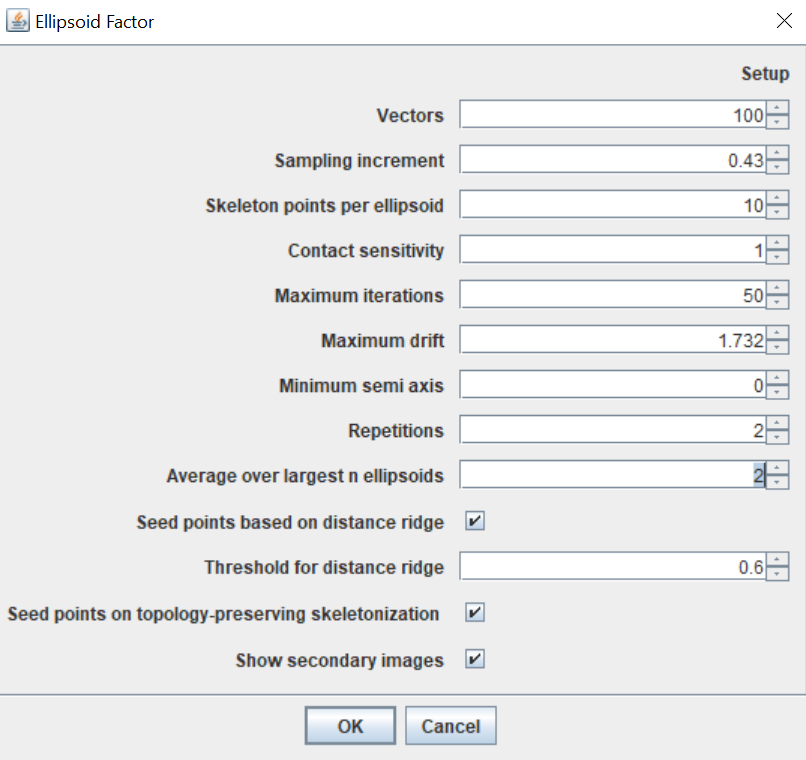 Ellipsoid Factor
Setup
Vectors 100
Sampling increment 0.43
Skeleton points per ellipsoid 10
Contact sensitivity 1
Maximum iterations 50
Maximum drift 1.732
Minimum semi axis 0
Repetitions 2
Average over largest n ellipsoids 2
Seed points based on distance ridge
Threshold for distance ridge 0.6
Seed points on topology-preserving skeletonization
Show secondary images
OK Cancel